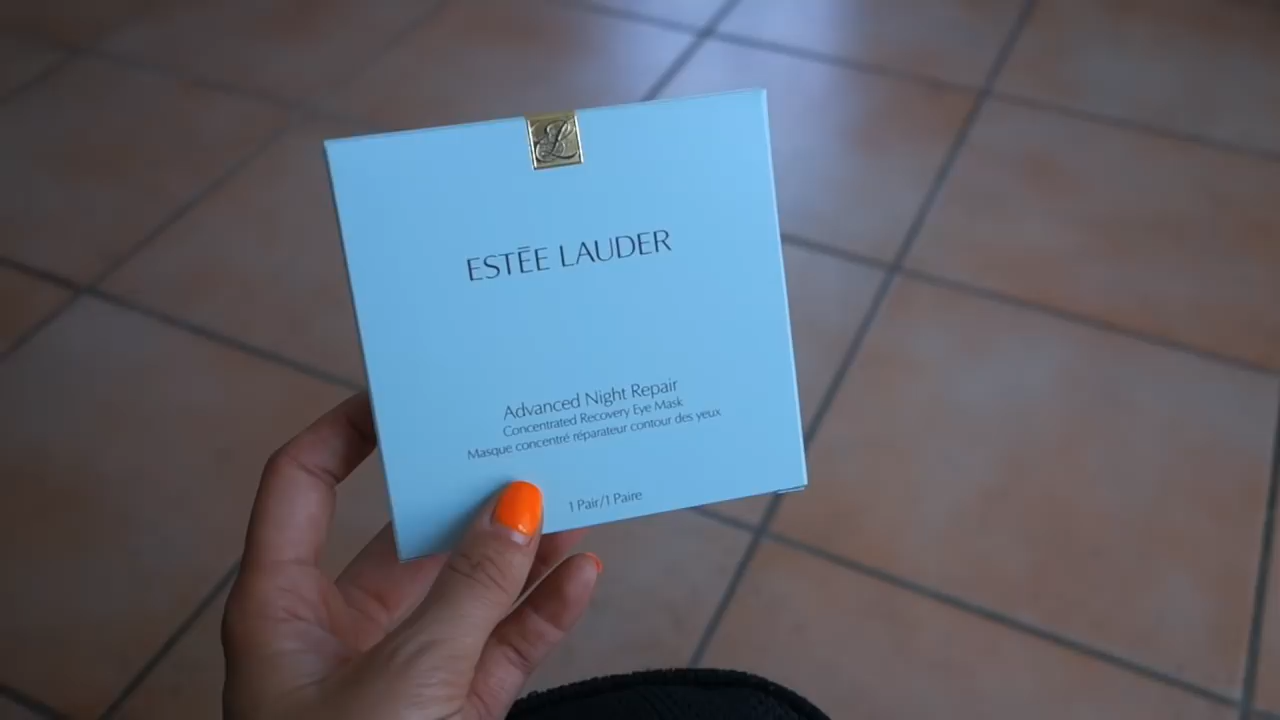 ESTĒE LAUDER
Advanced Night Repair
Concentrated Recovery Eye Mask
Masque concentré réparateur contour des yeux
1 Pair/1 Paire